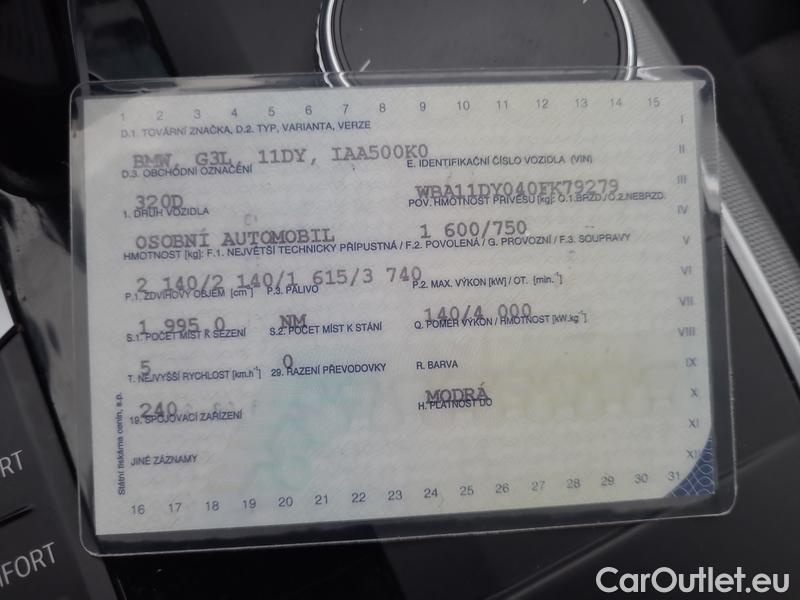 1 2 3 4 5 6 7 8 9 10 11 12 13 14 15
D.1. TOVÁRNÍ ZNAČKA, D.2. TYP, VARIANTA, VERZE
I
BMW, G3L, 11DY, IAA500K0
II
D.3. OBCHODNÍ OZNAČENÍ E. IDENTIFIKAČNÍ ČÍSLO VOZIDLA (VIN)
320D WBA11DY040FK79279
III
1. DRUH VOZIDLA POV. HMOTNOST PŘÍVĚSU [kg]: O.1.BRZD./O.2.NEBRZD.
IV
OSOBNÍ AUTOMOBIL 1 600/750
HMOTNOST [kg]: F.1. NEJVĚTŠÍ TECHNICKY PŘÍPUSTNÁ / F.2. POVOLENÁ / G. PROVOZNÍ / F.3. SOUPRAVY
V
2 140/2 140/1 615/3 740
VI
P.1. ZDVIHOVÝ OBJEM [cm³] P.3. PALIVO P.2. MAX. VÝKON [kW] / OT. [min.⁻¹]
1 995.0 NM 140/4 000
VII
S.1. POČET MÍST K SEZENÍ S.2. POČET MÍST K STÁNÍ Q. POMĚR VÝKON / HMOTNOST [kW.kg⁻¹]
VIII
5 0
T. NEJVYŠŠÍ RYCHLOST [km.h⁻¹] 29. ŘAZENÍ PŘEVODOVKY R. BARVA
IX
240 MODRÁ
X
19. SPOJOVACÍ ZAŘÍZENÍ H. PLATNOST DO
XI
JINÉ ZÁZNAMY
XII
Státní tiskárna cenin, s.p.
16 17 18 19 20 21 22 23 24 25 26 27 28 29 30 31
CarOutlet.eu